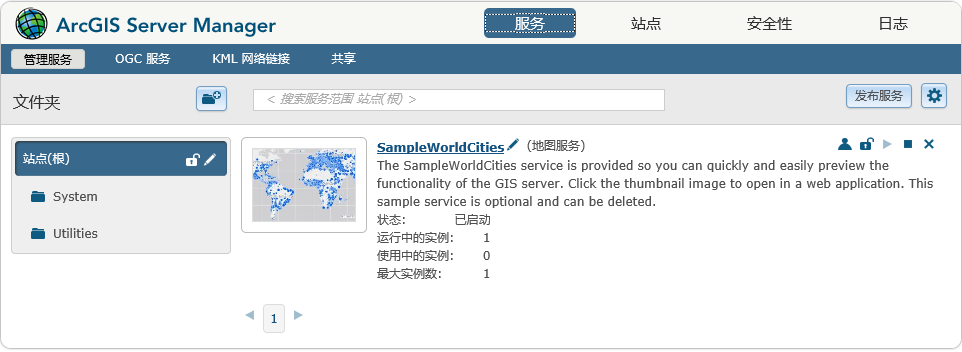 ArcGIS Server Manager
服务 站点 安全性 日志
管理服务 OGC 服务 KML 网络链接 共享
文件夹 < 搜索服务范围 站点(根) > 发布服务
站点(根)
System
Utilities
SampleWorldCities (地图服务)
The SampleWorldCities service is provided so you can quickly and easily preview the
functionality of the GIS server. Click the thumbnail image to open in a web application. This
sample service is optional and can be deleted.
状态: 已启动
运行中的实例: 1
使用中的实例: 0
最大实例数: 1
1